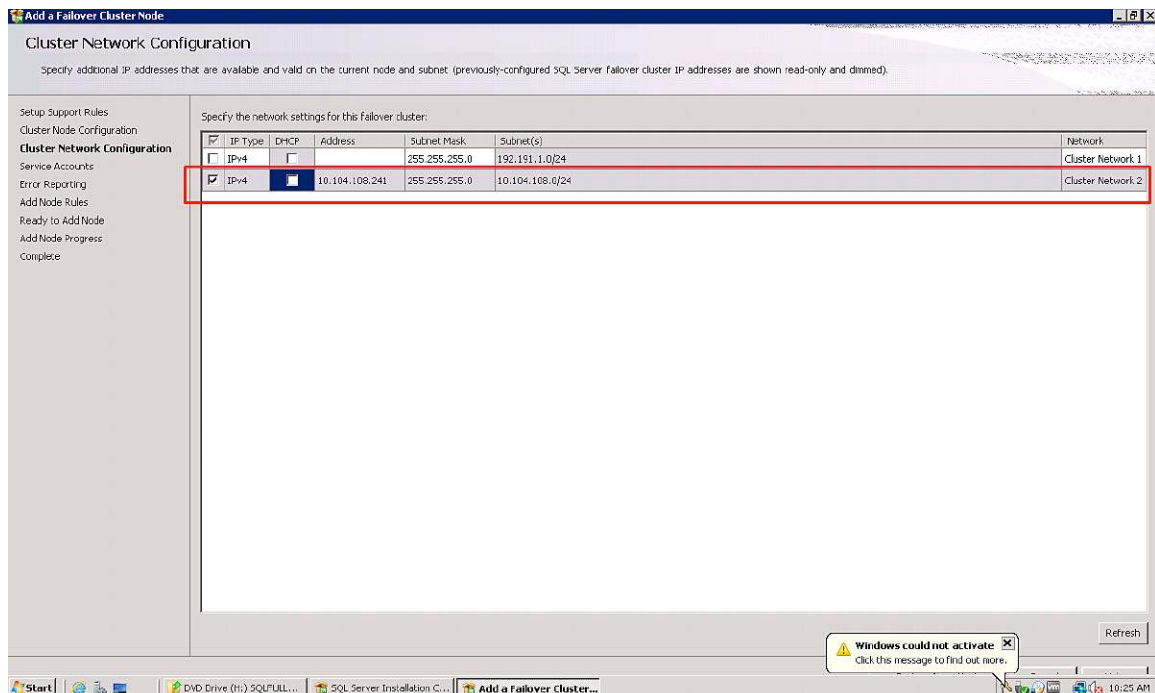 Add a Failover Cluster Node
Cluster Network Configuration
Specify additional IP addresses that are available and valid on the current node and subnet (previously-configured SQL Server failover cluster IP addresses are shown read-only and dimmed).
Setup Support Rules
Cluster Node Configuration
Cluster Network Configuration
Service Accounts
Error Reporting
Add Node Rules
Ready to Add Node
Add Node Progress
Complete
Specify the network settings for this failover cluster:
IP Type DHCP Address Subnet Mask Subnet(s) Network
IPv4 255.255.255.0 192.191.1.0/24 Cluster Network 1
IPv4 10.104.108.241 255.255.255.0 10.104.108.0/24 Cluster Network 2
Refresh
Windows could not activate
Click this message to find out more.
Start DVD Drive (H:) SQLFULL... SQL Server Installation C... Add a Failover Cluster... 10:25 AM